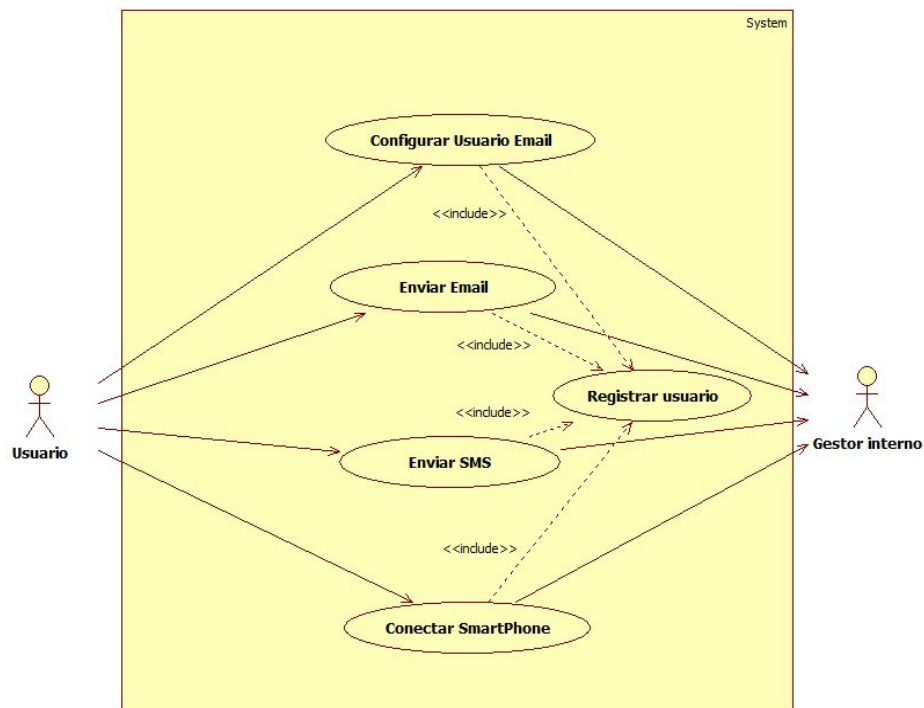 System
Configurar Usuario Email
<<include>>
Enviar Email
<<include>>
Registrar usuario
<<include>>
Usuario
Gestor interno
Enviar SMS
<<include>>
Conectar SmartPhone